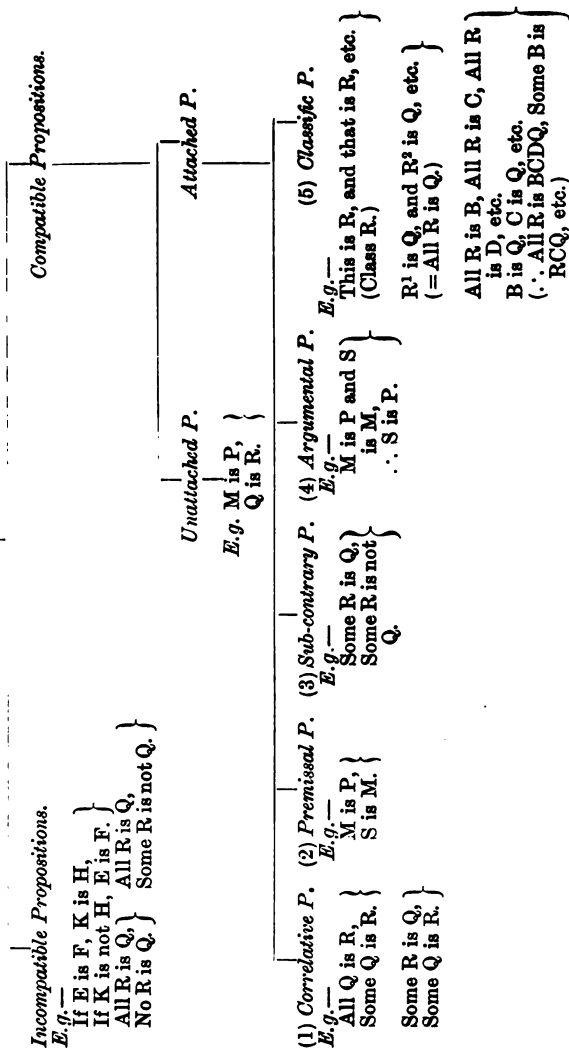 Incompatible Propositions.
E.g.—
If E is F, K is H,
If K is not H, E is F. }
All R is Q, }
No R is Q. }
All R is Q, }
Some R is not Q. }
Compatible Propositions.
Unattached P.
E.g. M is P, }
Q is R. }
Attached P.
(1) Correlative P.
E.g.—
All Q is R, }
Some Q is R. }
Some R is Q, }
Some Q is R. }
(2) Premissal P.
E.g.—
M is P, }
S is M. }
(3) Sub-contrary P.
E.g.—
Some R is Q, }
Some R is not }
Q.
(4) Argumental P.
E.g.—
M is P and S }
is M,
∴ S is P. }
(5) Classific P.
E.g.—
This is R, and that is R, etc. }
(Class R.)
R¹ is Q, and R² is Q, etc. }
(=All R is Q.)
All R is B, All R is C, All R }
is D, etc.
B is Q, C is Q, etc.
(∴ All R is BCDQ, Some B is
RCQ, etc.)